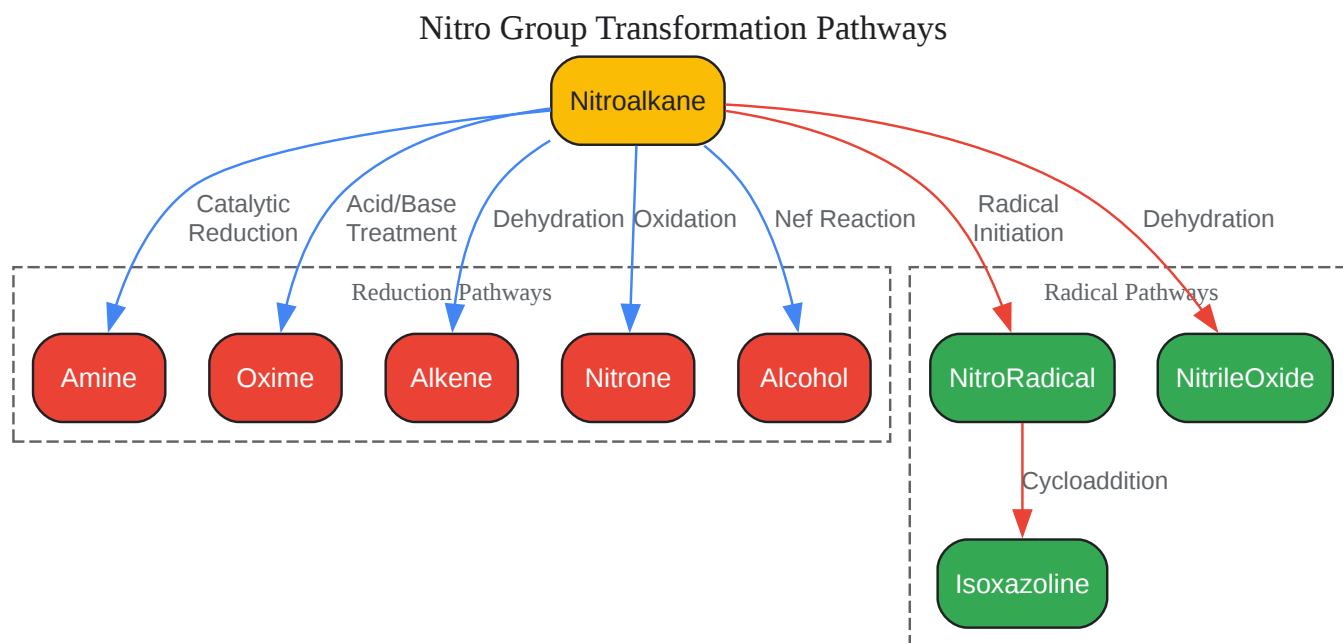 Nitro Group Transformation Pathways
Nitroalkane
Catalytic
Reduction
Acid/Base
Treatment
Dehydration
Oxidation
Nef Reaction
Radical
Initiation
Dehydration
Reduction Pathways
Radical Pathways
Amine
Oxime
Alkene
Nitrone
Alcohol
NitroRadical
NitrileOxide
Cycloaddition
Isoxazoline